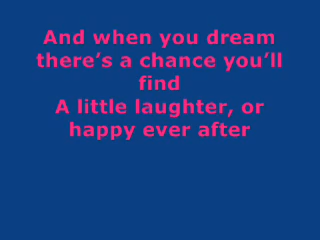 And when you dream
there’s a chance you’ll
find
A little laughter, or
happy ever after